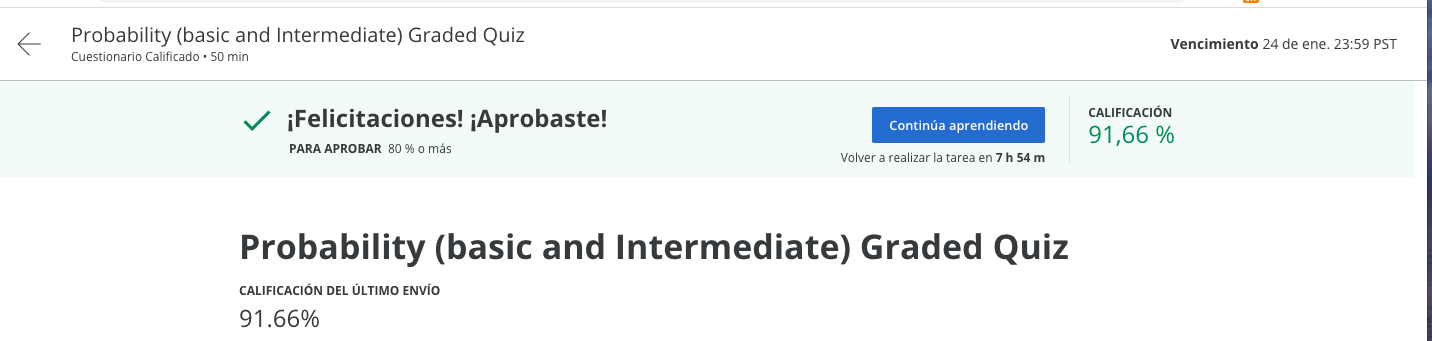 Probability (basic and Intermediate) Graded Quiz
Cuestionario Calificado • 50 min
Vencimiento 24 de ene. 23:59 PST
¡Felicitaciones! ¡Aprobaste!
PARA APROBAR 80 % o más
Continúa aprendiendo
Volver a realizar la tarea en 7 h 54 m
CALIFICACIÓN
91,66 %
Probability (basic and Intermediate) Graded Quiz
CALIFICACIÓN DEL ÚLTIMO ENVÍO
91.66%